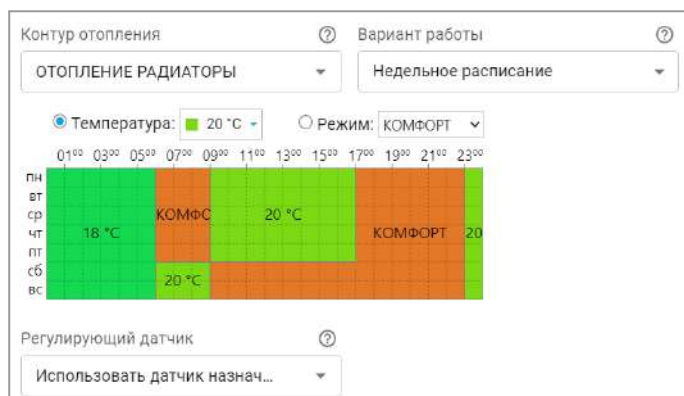 Контур отопления
Вариант работы
ОТОПЛЕНИЕ РАДИАТОРЫ
Недельное расписание
Температура: 20 °C
Режим: КОМФОРТ
01⁰⁰ 03⁰⁰ 05⁰⁰ 07⁰⁰ 09⁰⁰ 11⁰⁰ 13⁰⁰ 15⁰⁰ 17⁰⁰ 19⁰⁰ 21⁰⁰ 23⁰⁰
пн
вт
ср КОМФО 20 °C
чт 18 °C КОМФОРТ 20
пт
сб
20 °C
вс
Регулирующий датчик
Использовать датчик назнач...